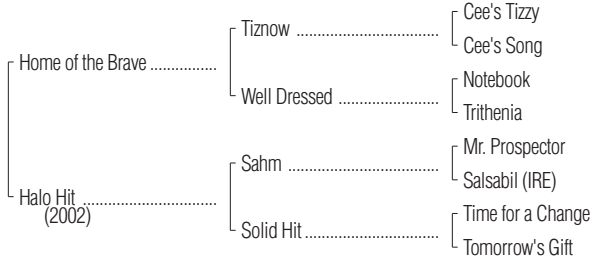 Cee's Tizzy
Tiznow ..................
Cee's Song
Home of the Brave ................
Notebook
Well Dressed ........................
Trithenia
Mr. Prospector
Sahm ....................................
Salsabil (IRE)
Halo Hit ................................
(2002)
Time for a Change
Solid Hit ................................
Tomorrow's Gift